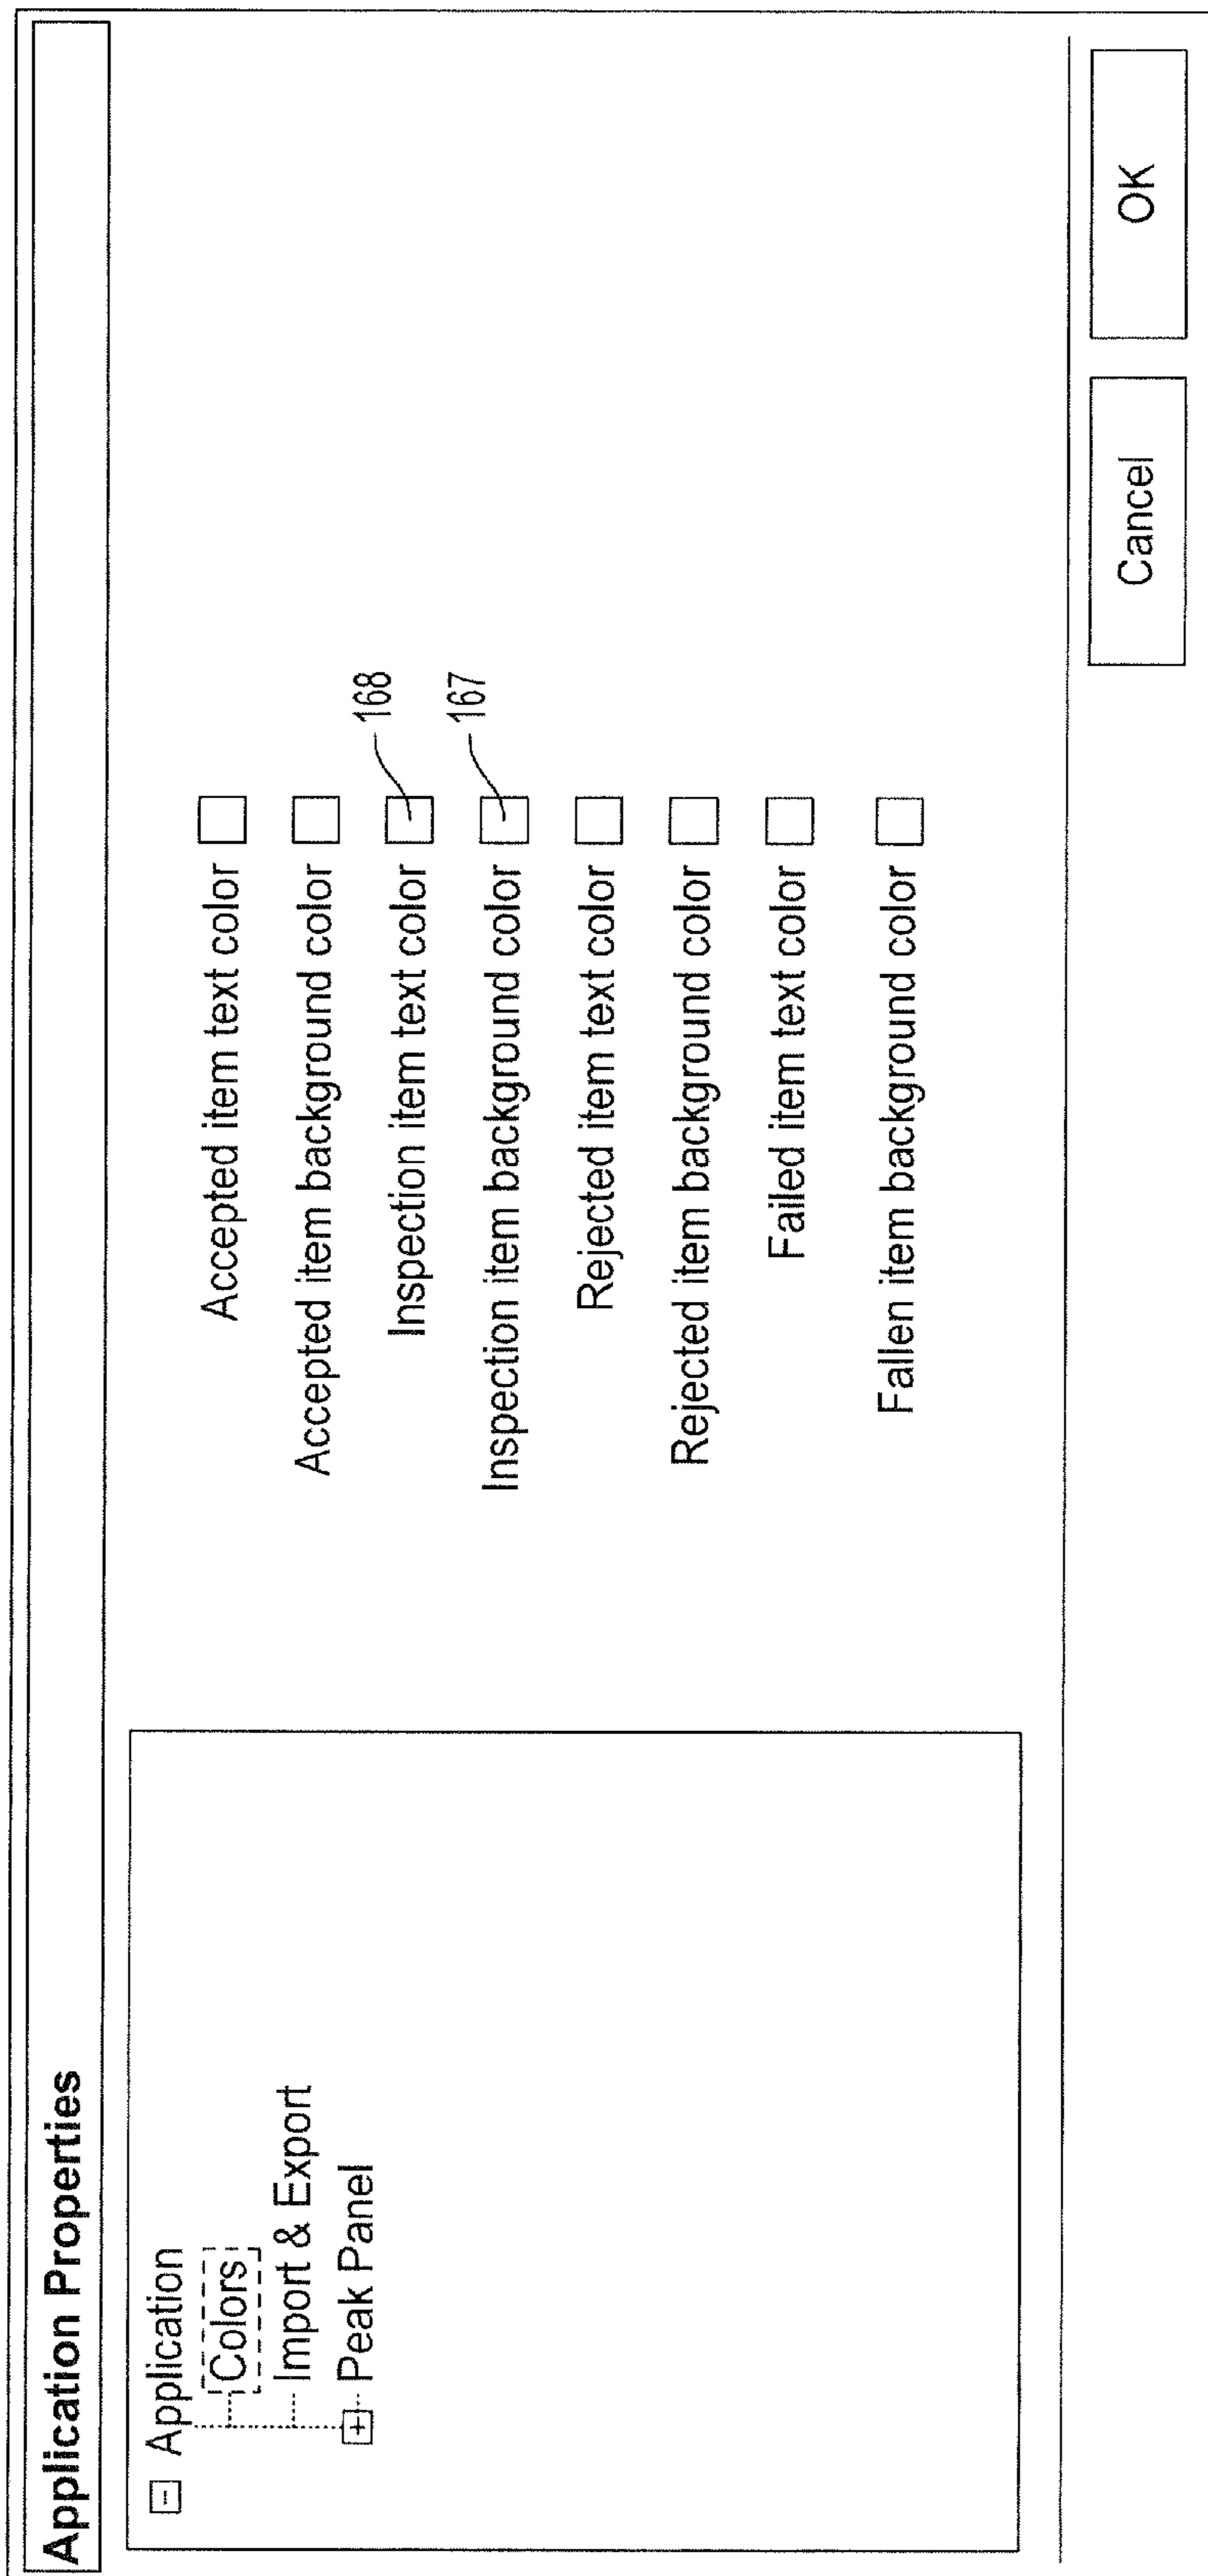 Application Properties
Application
Colors
Import & Export
Peak Panel
Accepted item text color
Accepted item background color
Inspection item text color
168
Inspection item background color
167
Rejected item text color
Rejected item background color
Failed item text color
Fallen item background color
Cancel
OK